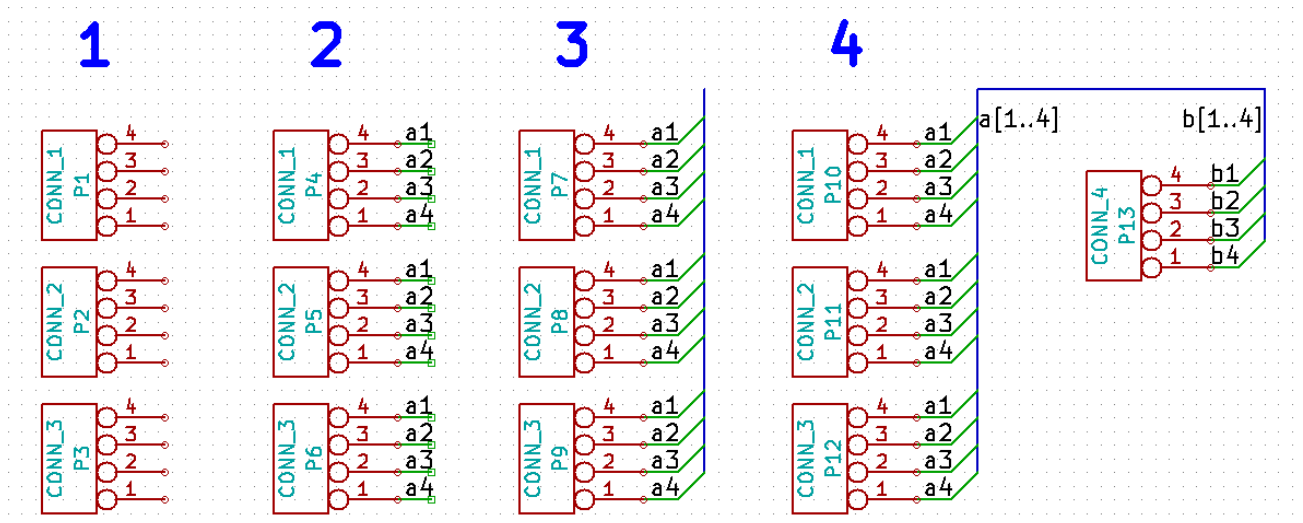 1
4
3
2
1
CONN_1
P1
4
3
2
1
CONN_2
P2
4
3
2
1
CONN_3
P3
2
4 a1
3 a2
2 a3
1 a4
CONN_1
P4
4 a1
3 a2
2 a3
1 a4
CONN_2
P5
4 a1
3 a2
2 a3
1 a4
CONN_3
P6
3
4 a1
3 a2
2 a3
1 a4
CONN_1
P7
4 a1
3 a2
2 a3
1 a4
CONN_2
P8
4 a1
3 a2
2 a3
1 a4
CONN_3
P9
4
4 a1
3 a2
2 a3
1 a4
CONN_1
P10
4 a1
3 a2
2 a3
1 a4
CONN_2
P11
4 a1
3 a2
2 a3
1 a4
CONN_3
P12
a[1..4] b[1..4]
4 b1
3 b2
2 b3
1 b4
CONN_4
P13